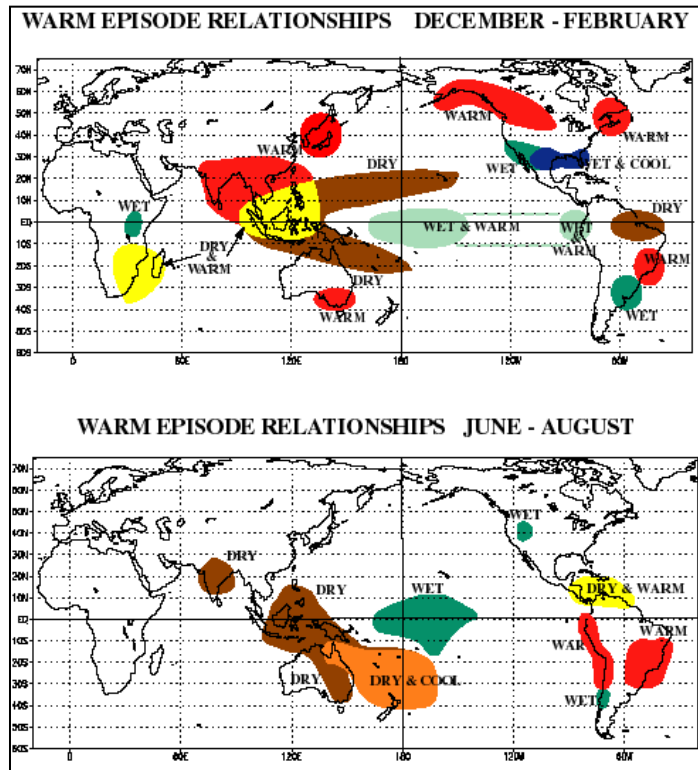 WARM EPISODE RELATIONSHIPS DECEMBER - FEBRUARY
70N
60N
50N
40N
30N
20N
10N
EQ
10S
20S
30S
40S
50S
60S
WARM
DRY
WARM
WARM
WET
WET & COOL
WET
DRY
WET & WARM
WET
&
WARM
DRY
&
WARM
DRY
WARM
WARM
WET
0
60E
120E
180
120W
60W
WARM EPISODE RELATIONSHIPS JUNE - AUGUST
70N
60N
50N
40N
30N
20N
10N
EQ
10S
20S
30S
40S
50S
60S
WET
DRY
DRY
WET
DRY & WARM
WAR
WARM
DRY
DRY & COOL
WET
0
60E
120E
180
120W
60W